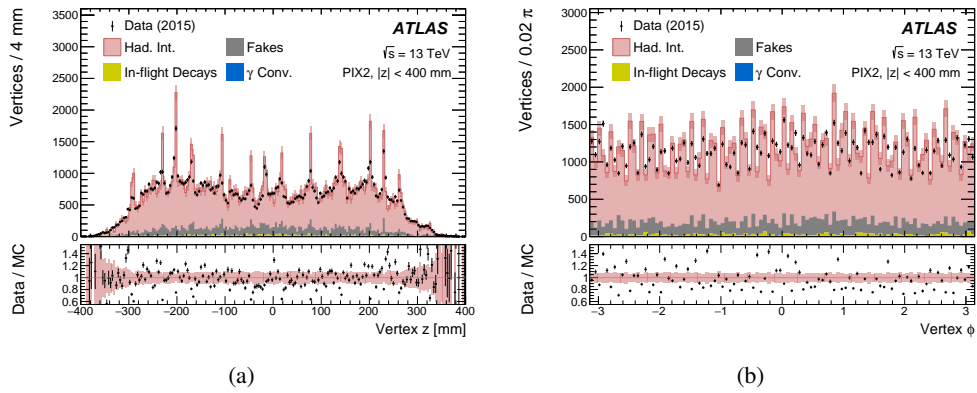 Vertices / 4 mm
3500
3000
2500
2000
1500
1000
500
0
Data (2015)
Had. Int.
Fakes
In-flight Decays
γ Conv.
ATLAS
√s = 13 TeV
PIX2, |z| < 400 mm
Data / MC
1.4
1.2
1
0.8
0.6
−400 −300 −200 −100 0 100 200 300 400
Vertex z [mm]
(a)
Vertices / 0.02 π
3000
2500
2000
1500
1000
500
0
Data (2015)
Had. Int.
Fakes
In-flight Decays
γ Conv.
ATLAS
√s = 13 TeV
PIX2, |z| < 400 mm
Data / MC
1.4
1.2
1
0.8
0.6
−3 −2 −1 0 1 2 3
Vertex ϕ
(b)